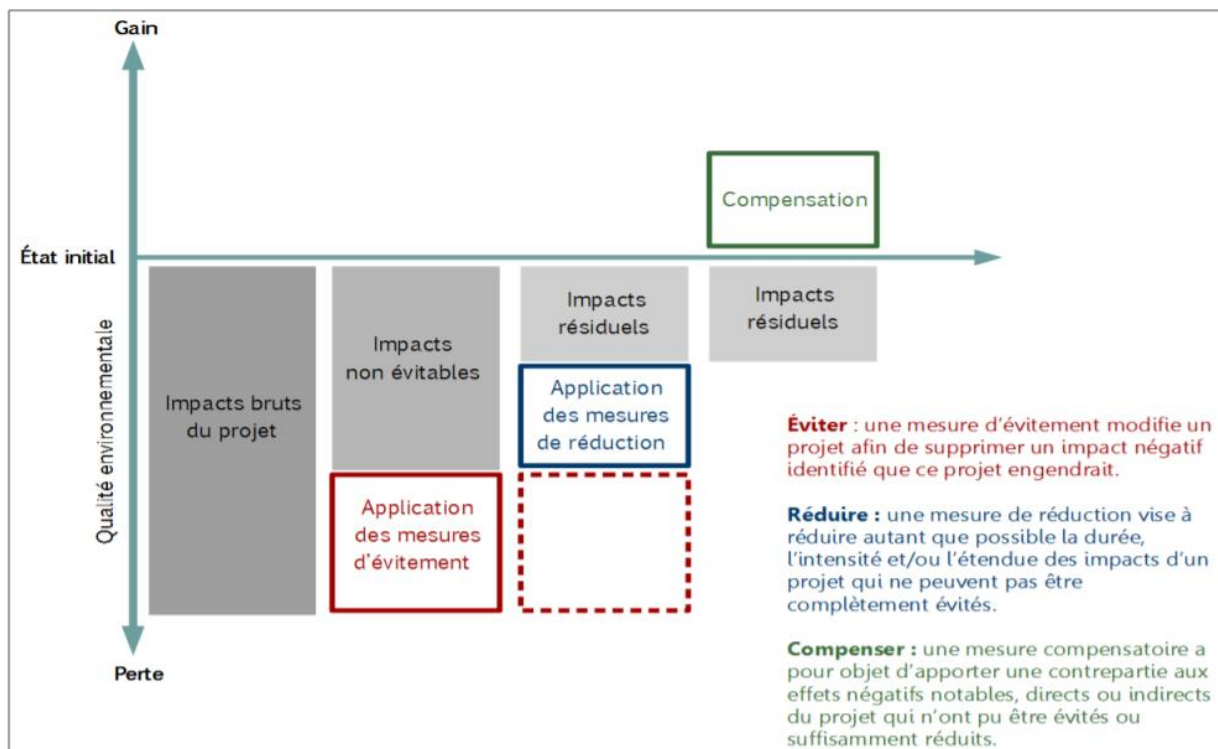 Gain
Compensation
État initial
Qualité environnementale
Impacts bruts
du projet
Impacts
non évitables
Application
des mesures
d'évitement
Impacts
résiduels
Application
des mesures
de réduction
Impacts
résiduels
Perte
Éviter : une mesure d'évitement modifie un
projet afin de supprimer un impact négatif
identifié que ce projet engendrait.
Réduire : une mesure de réduction vise à
réduire autant que possible la durée,
l'intensité et/ou l'étendue des impacts d'un
projet qui ne peuvent pas être
complètement évités.
Compenser : une mesure compensatoire a
pour objet d'apporter une contrepartie aux
effets négatifs notables, directs ou indirects
du projet qui n'ont pu être évités ou
suffisamment réduits.